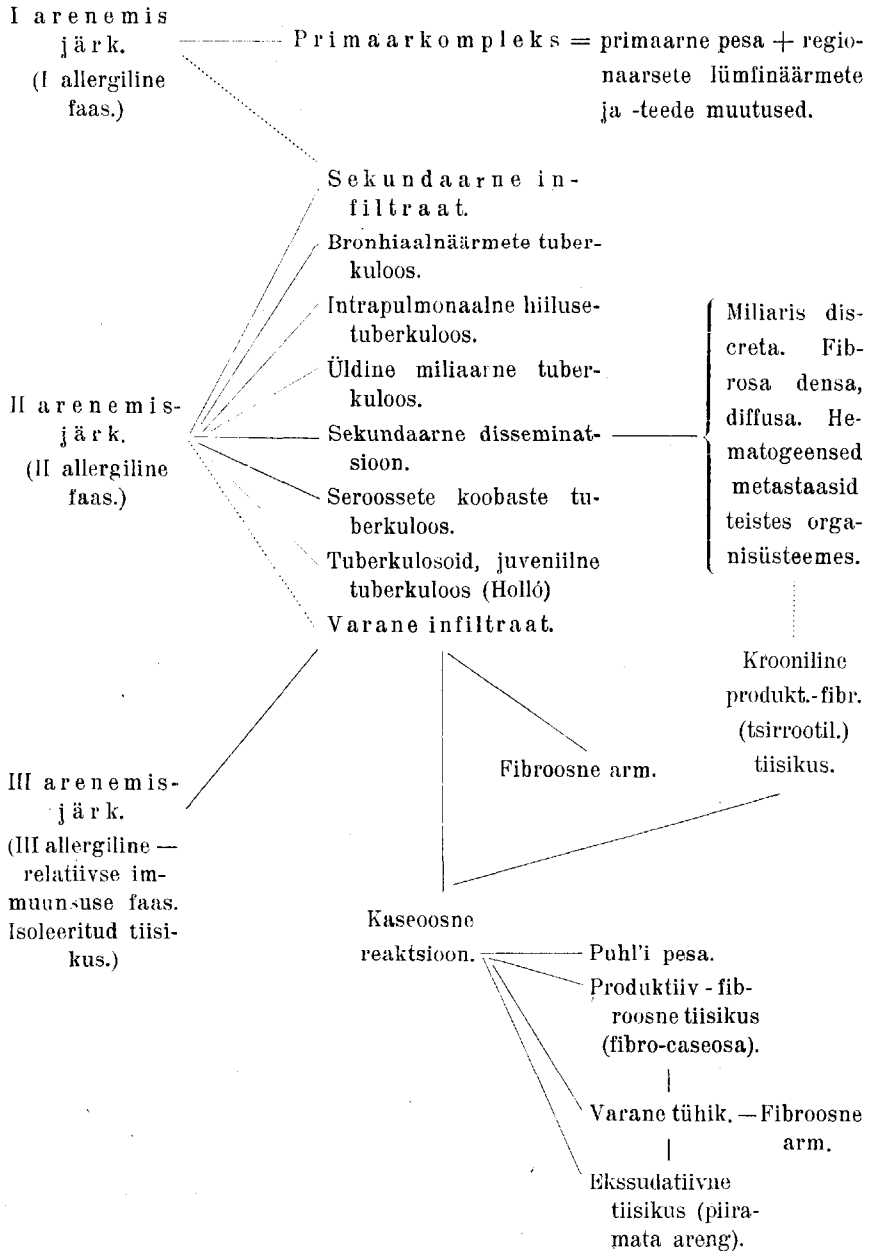 I arenemis
järk.
(I allergiline
faas.)
Primaarkompleks = primaarne pesa + regio-
naarsete lümfinäärmete
ja -teede muutused.
Sekundaarne in-
filtraat.
Bronhiaalnäärmete tuber-
kuloos.
Intrapulmonaalne hiiluse-
tuberkuloos.
Üldine miliaarne tuber-
kuloos.
II arenemis-
järk.
(II allergiline
faas.)
Sekundaarne disseminat-
sioon.
Seroossete koobaste tu-
berkuloos.
Tuberkulosoid, juveniilne
tuberkuloos (Holló)
Varane infiltraat.
Miliaris dis-
creta. Fib-
rosa densa,
diffusa. He-
matogeensed
metastaasid
teistes orga-
nisüsteemes.
Krooniline
produkt.-fibr.
(tsirrootil.)
tiisikus.
Fibroosne arm.
III arenemis-
järk.
(III allergiline —
relatiivse im-
muunsuse faas.
Isoleeritud tiisi-
kus.)
Kaseoosne
reaktsioon.
Puhl'i pesa.
Produktiiv-fib-
roosne tiisikus
(fibro-caseosa).
Varane tühik. — Fibroosne
arm.
Ekssudatiivne
tiisikus (piira-
mata areng).